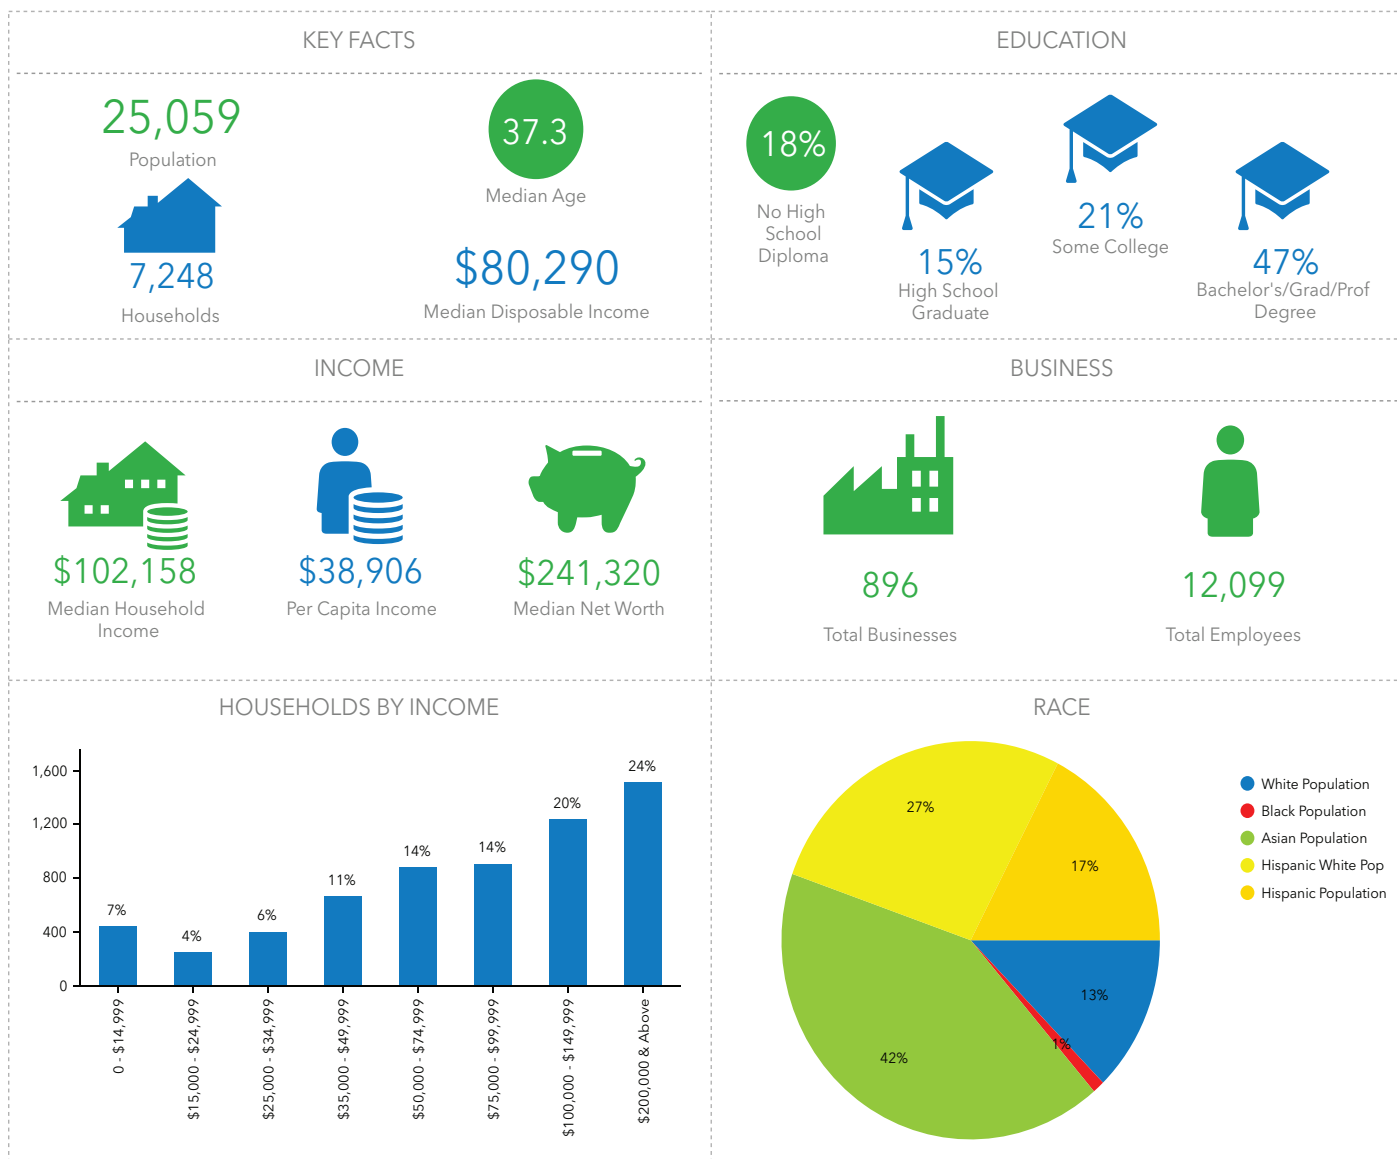 KEY FACTS
25,059
Population
7,248
Households
37.3
Median Age
$80,290
Median Disposable Income
EDUCATION
18%
No High
School
Diploma
15%
High School
Graduate
21%
Some College
47%
Bachelor's/Grad/Prof
Degree
INCOME
$102,158
Median Household
Income
$38,906
Per Capita Income
$241,320
Median Net Worth
BUSINESS
896
Total Businesses
12,099
Total Employees
HOUSEHOLDS BY INCOME
1,600
1,200
800
400
0
7%
4%
6%
11%
14%
14%
20%
24%
0 - $14,999
$15,000 - $24,999
$25,000 - $34,999
$35,000 - $49,999
$50,000 - $74,999
$75,000 - $99,999
$100,000 - $149,999
$200,000 & Above
RACE
27%
17%
13%
1%
42%
White Population
Black Population
Asian Population
Hispanic White Pop
Hispanic Population